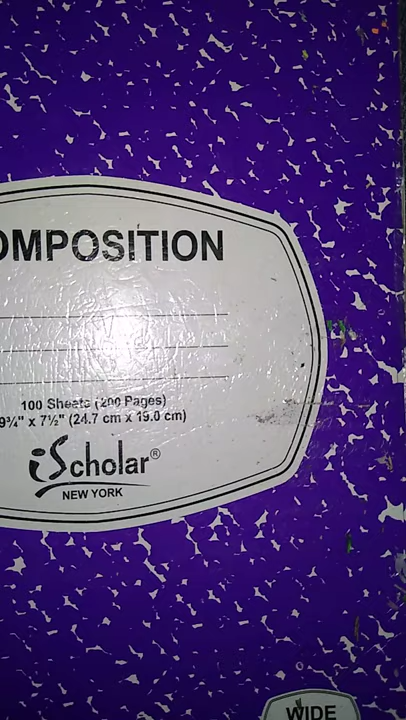 OMPOSITION
100 Sheets (200 Pages)
9¾" x 7½" (24.7 cm x 19.0 cm)
iScholar®
NEW YORK
WIDE